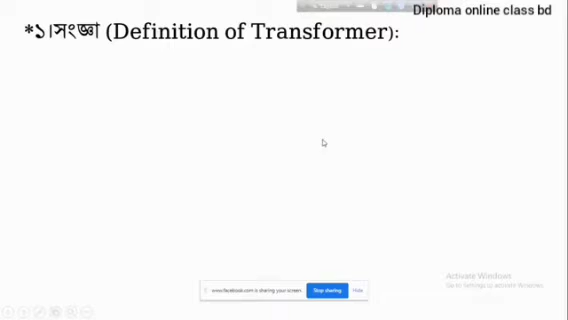 Diploma online class bd
*১।সংজ্ঞা (Definition of Transformer):
www.facebook.com is sharing your screen.
Stop sharing
Hide
Activate Windows
Go to Settings to activate Windows.